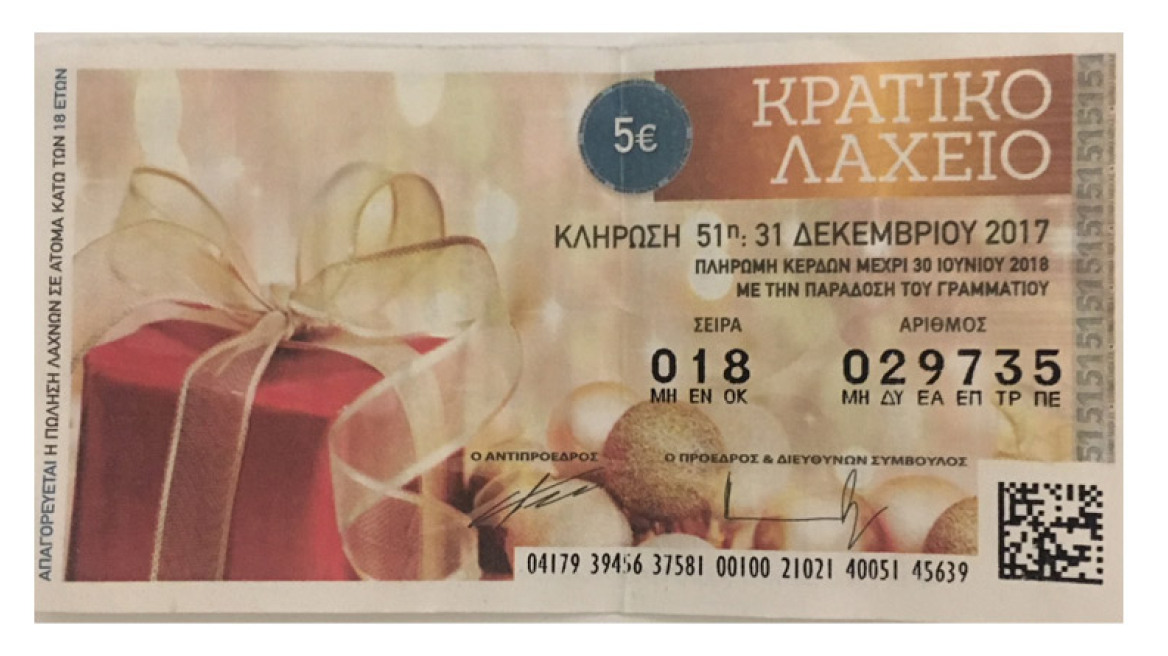 ΑΠΑΓΟΡΕΥΕΤΑΙ Η ΠΩΛΗΣΗ ΛΑΧΝΩΝ ΣΕ ΑΤΟΜΑ ΚΑΤΩ ΤΩΝ 18 ΕΤΩΝ
5€
ΚΡΑΤΙΚΟ
ΛΑΧΕΙΟ
ΚΛΗΡΩΣΗ 51η: 31 ΔΕΚΕΜΒΡΙΟΥ 2017
ΠΛΗΡΩΜΗ ΚΕΡΔΩΝ ΜΕΧΡΙ 30 ΙΟΥΝΙΟΥ 2018
ΜΕ ΤΗΝ ΠΑΡΑΔΟΣΗ ΤΟΥ ΓΡΑΜΜΑΤΙΟΥ
ΣΕΙΡΑ ΑΡΙΘΜΟΣ
018 029735
ΜΗ ΕΝ ΟΚ ΜΗ ΔΥ ΕΑ ΕΠ ΤΡ ΠΕ
Ο ΑΝΤΙΠΡΟΕΔΡΟΣ Ο ΠΡΟΕΔΡΟΣ & ΔΙΕΥΘΥΝΩΝ ΣΥΜΒΟΥΛΟΣ
04179 39456 37581 00100 21021 40051 45639